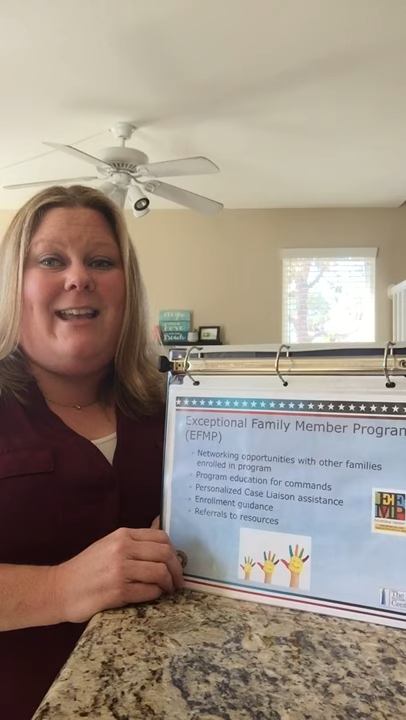 Exceptional Family Member Program
(EFMP)
Networking opportunities with other families
enrolled in program
Program education for commands
Personalized Case Liaison assistance
Enrollment guidance
Referrals to resources
EF
MP
The